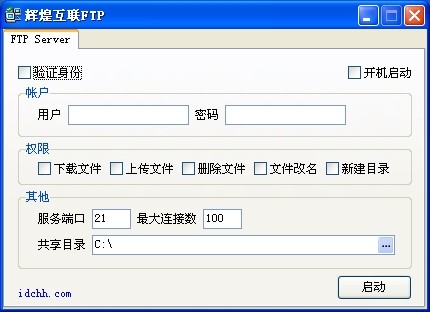 辉煌互联FTP
FTP Server
验证身份 开机启动
帐户
用户 密码
权限
下载文件 上传文件 删除文件 文件改名 新建目录
其他
服务端口 21 最大连接数 100
共享目录 C:\ ...
idchh.com 启动